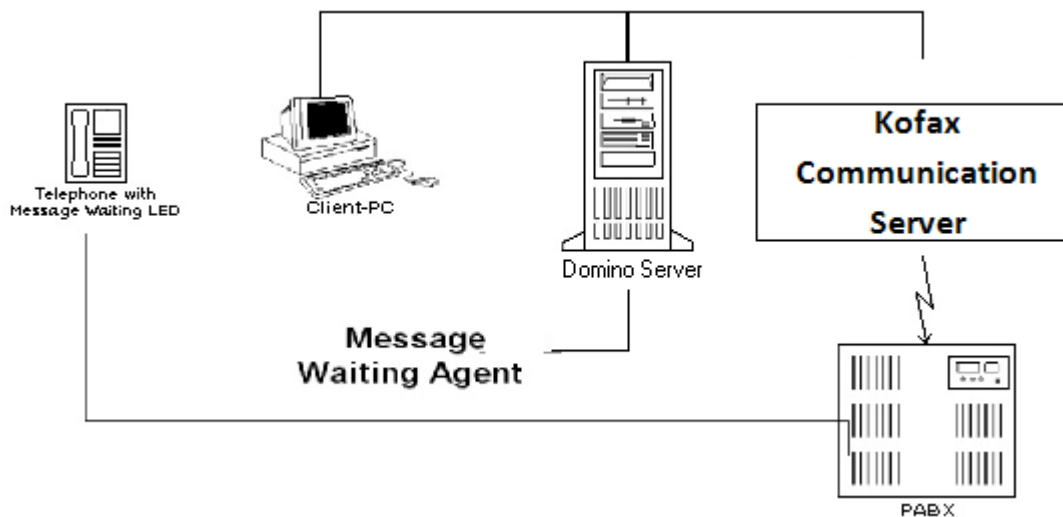 Kofax
Communication
Server
Telephone with
Message Waiting LED
Client-PC
Domino Server
Message
Waiting Agent
PABX